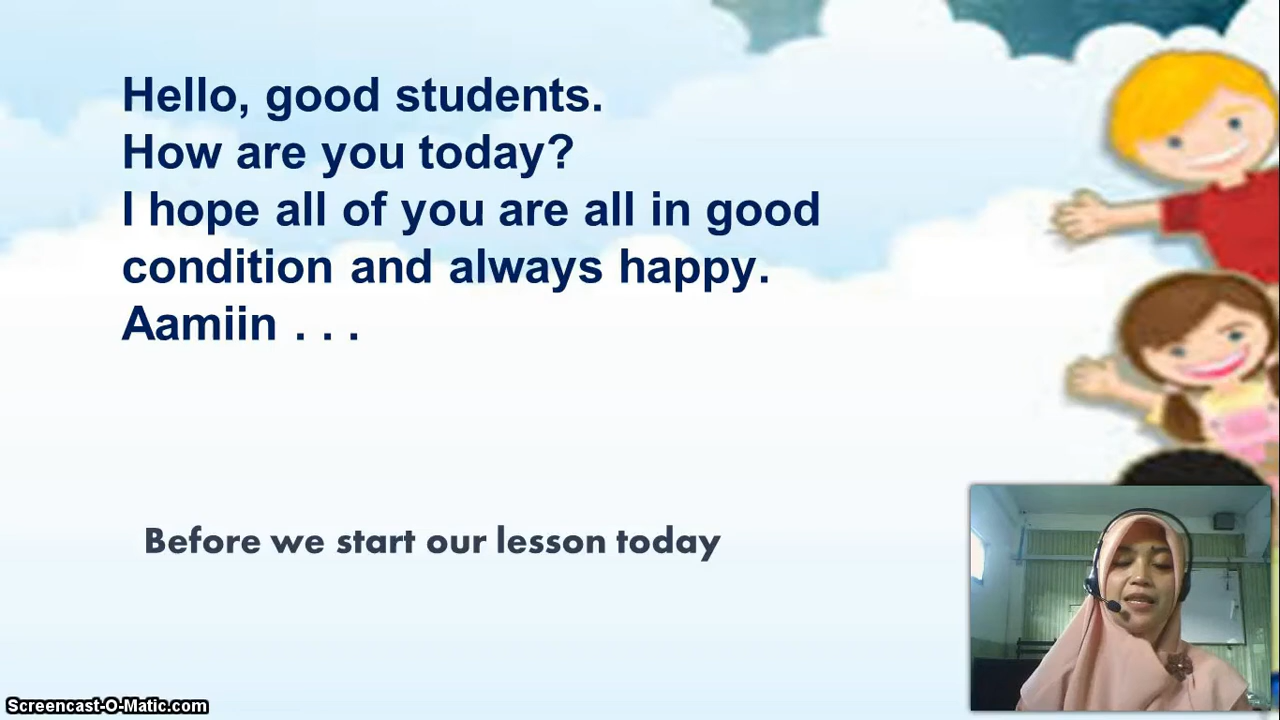 Hello, good students.
How are you today?
I hope all of you are all in good
condition and always happy.
Aamiin . . .
Before we start our lesson today
Screencast-O-Matic.com